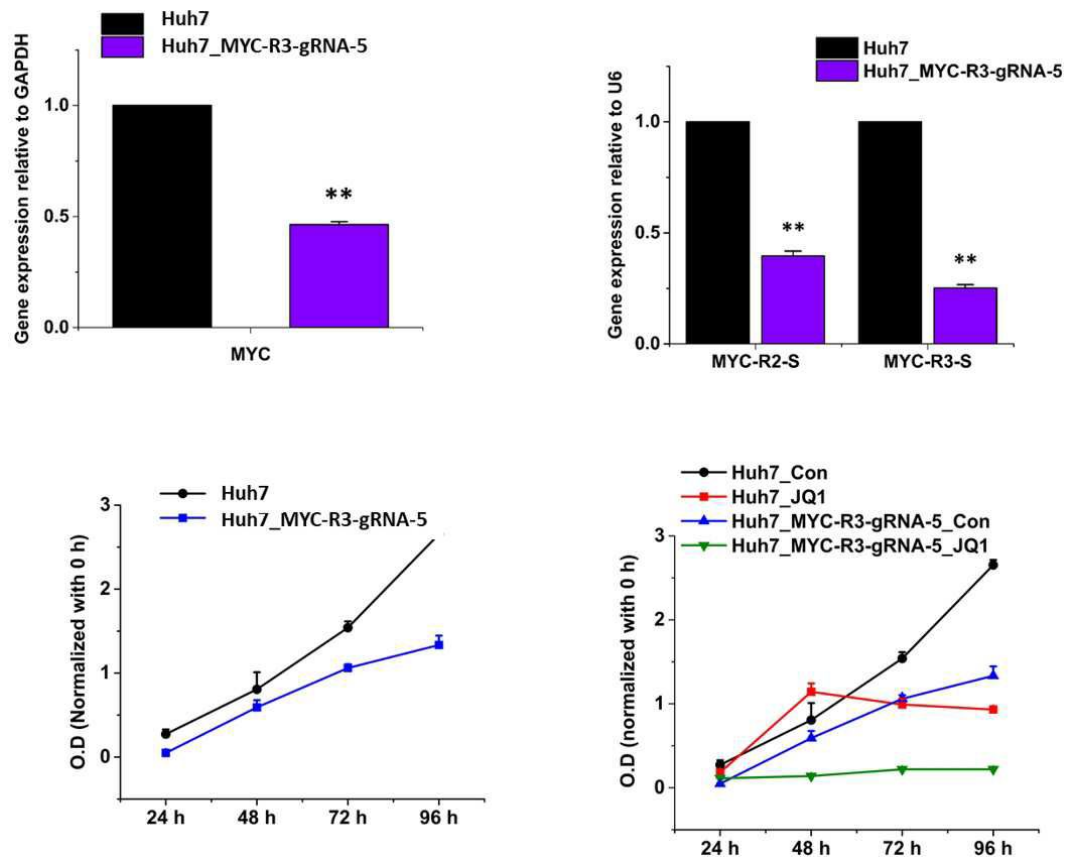 Huh7
Huh7_MYC-R3-gRNA-5
Gene expression relative to GAPDH
1.0
0.5
0.0
**
MYC
Huh7
Huh7_MYC-R3-gRNA-5
Gene expression relative to U6
1.0
0.5
0.0
**
**
MYC-R2-S
MYC-R3-S
Huh7
Huh7_MYC-R3-gRNA-5
O.D (Normalized with 0 h)
3
2
1
0
24 h
48 h
72 h
96 h
Huh7_Con
Huh7_JQ1
Huh7_MYC-R3-gRNA-5_Con
Huh7_MYC-R3-gRNA-5_JQ1
O.D (normalized with 0 h)
3
2
1
0
24 h
48 h
72 h
96 h